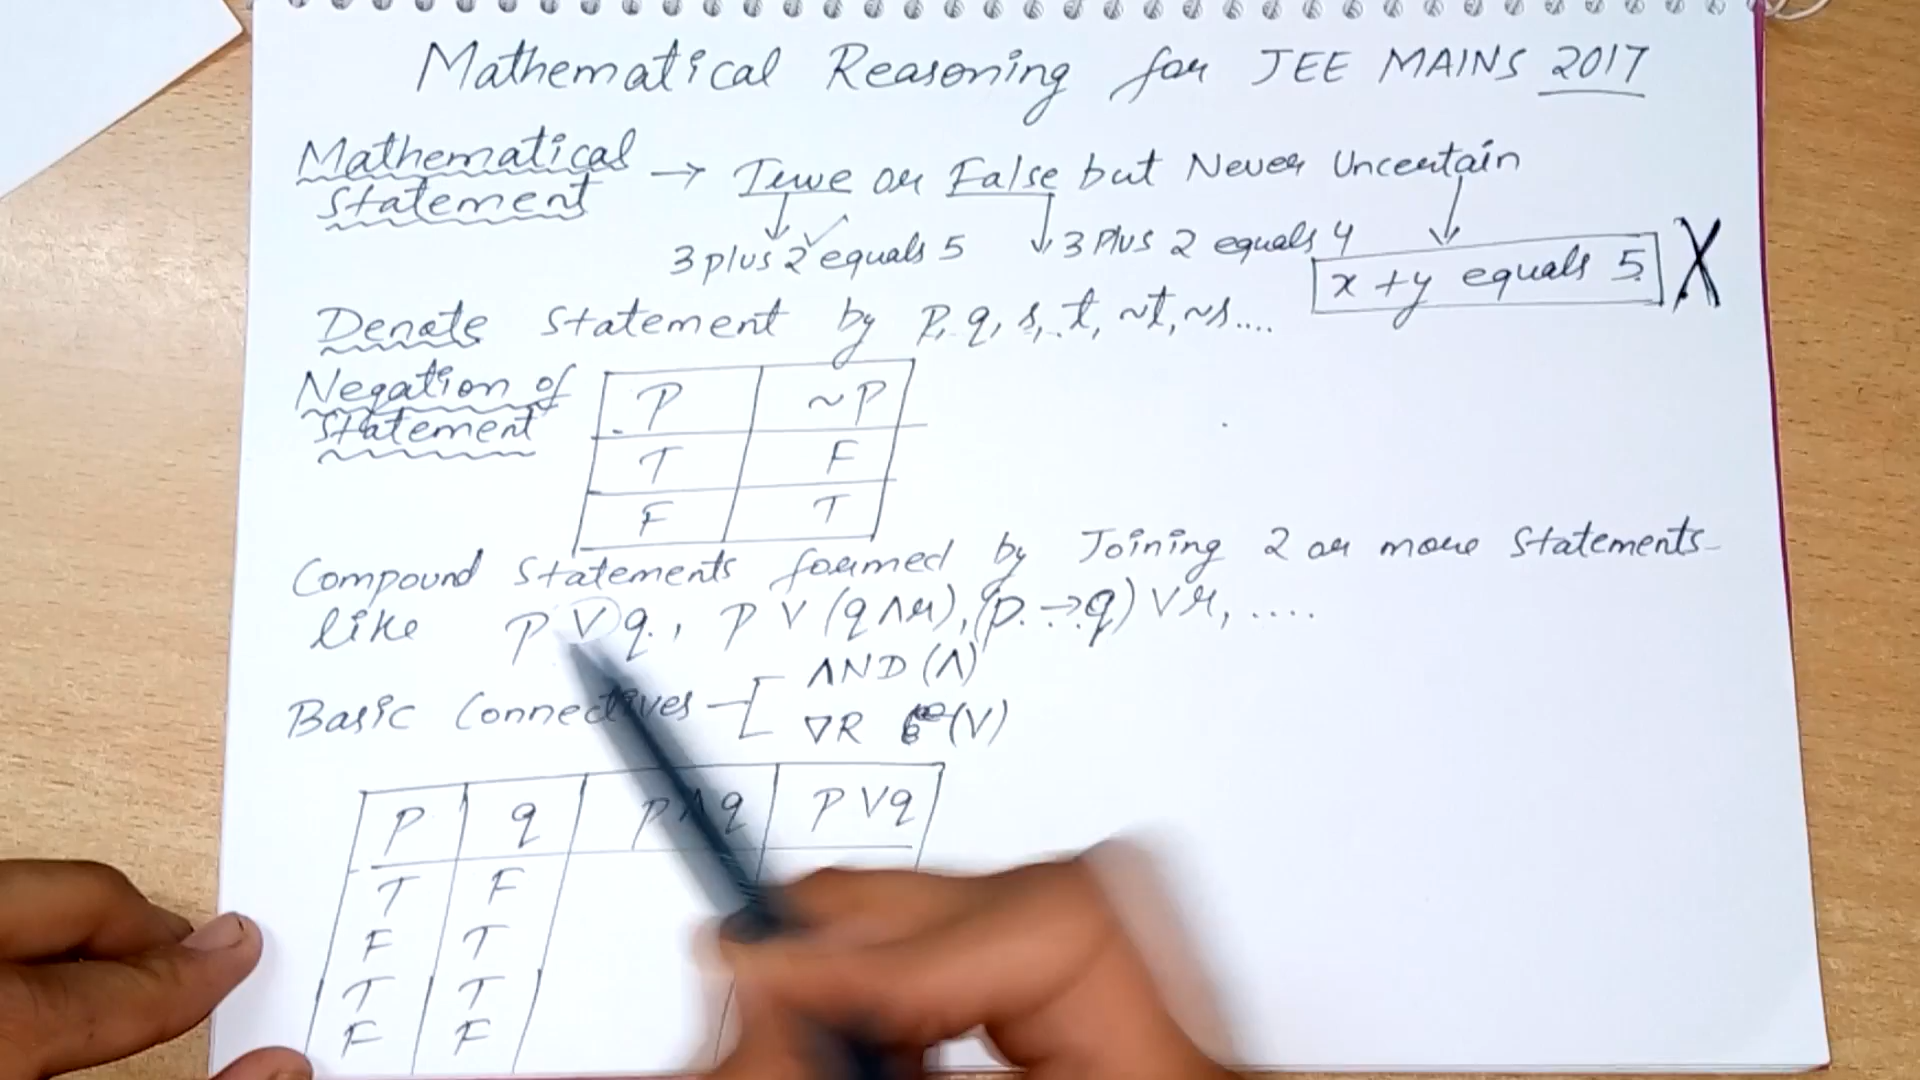 Mathematical Reasoning for JEE MAINS 2017
Mathematical Statement → True or False but Never Uncertain
3 plus 2 equals 5
3 Plus 2 equals 4
x + y equals 5 X
Denote Statement by P, q, s, t, ~t, ~s....
Negation of Statement
P ~P
T F
F T
Compound Statements formed by Joining 2 or more Statements
like P V q, P V (q Λ r), (p → q) V r, ....
Basic Connectives
AND (Λ)
OR (V)
P q P Λ q P V q
T F
F T
T T
F F